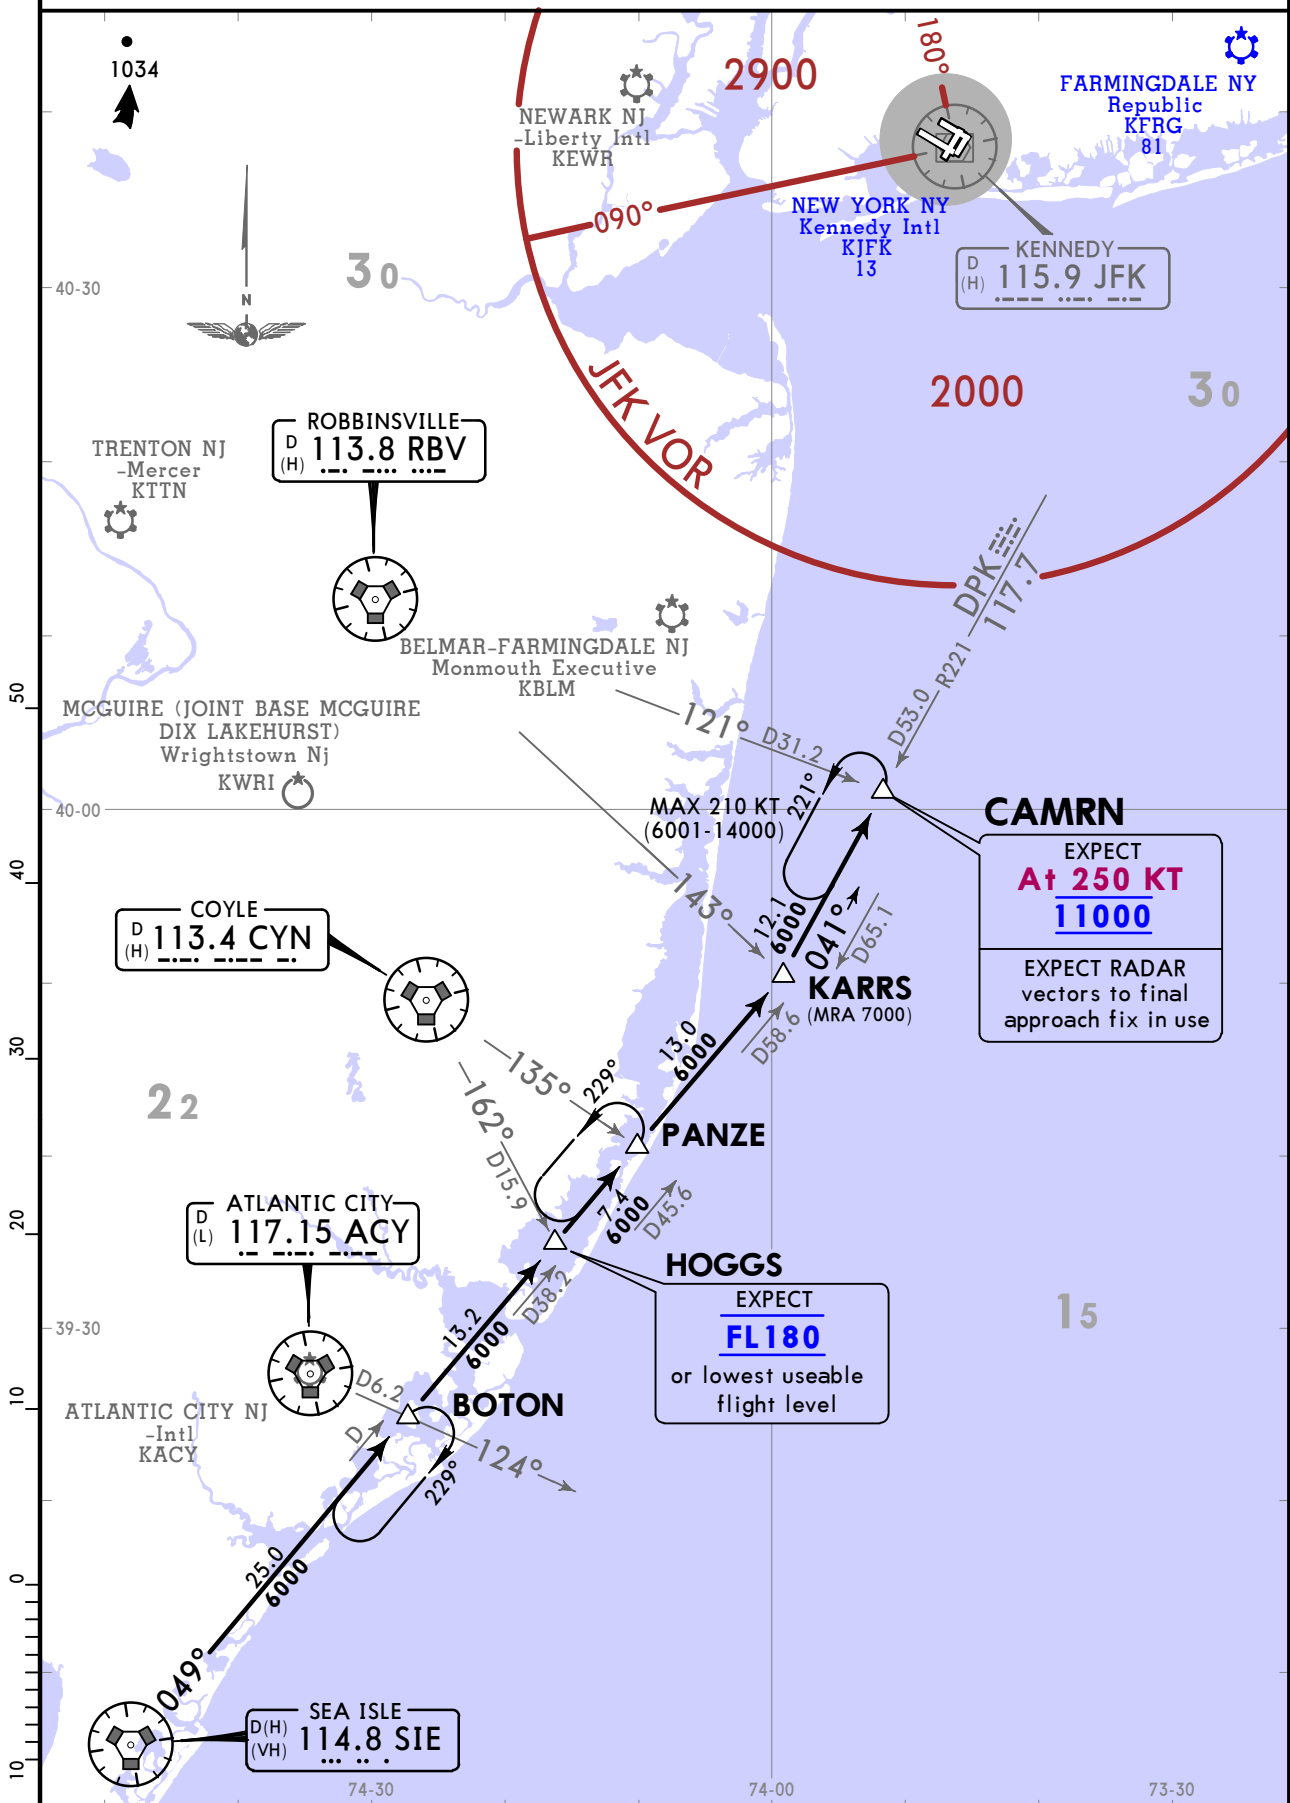 1034
N
NEWARK NJ
-Liberty Intl
KEWR
2900
180°
FARMINGDALE NY
Republic
KFRG
81
090°
NEW YORK NY
Kennedy Intl
KJFK
13
KENNEDY
D
(H)
115.9 JFK
40-30
30
JFK VOR
2000
30
ROBBINSVILLE
D
(H)
113.8 RBV
TRENTON NJ
-Mercer
KTTN
DPK
117.7
R221
D53.0
BELMAR-FARMINGDALE NJ
Monmouth Executive
KBLM
MCGUIRE (JOINT BASE MCGUIRE
DIX LAKEHURST)
Wrightstown Nj
KWRI
121°
D31.2
221°
MAX 210 KT
(6001-14000)
40-00
CAMRN
EXPECT
At 250 KT
11000
EXPECT RADAR
vectors to final
approach fix in use
143°
12.1
6000
041°
D65.1
KARRS
(MRA 7000)
COYLE
D
(H)
113.4 CYN
D58.6
13.0
6000
135°
229°
162°
D15.9
PANZE
22
7.4
6000
D45.6
ATLANTIC CITY
D
(L)
117.15 ACY
HOGGS
EXPECT
FL180
or lowest useable
flight level
D38.2
13.2
6000
15
39-30
D6.2
BOTON
ATLANTIC CITY NJ
-Intl
KACY
D
124°
229°
25.0
6000
049°
SEA ISLE
D(H)
(VH)
114.8 SIE
50
40
30
20
10
0
10
74-30
74-00
73-30